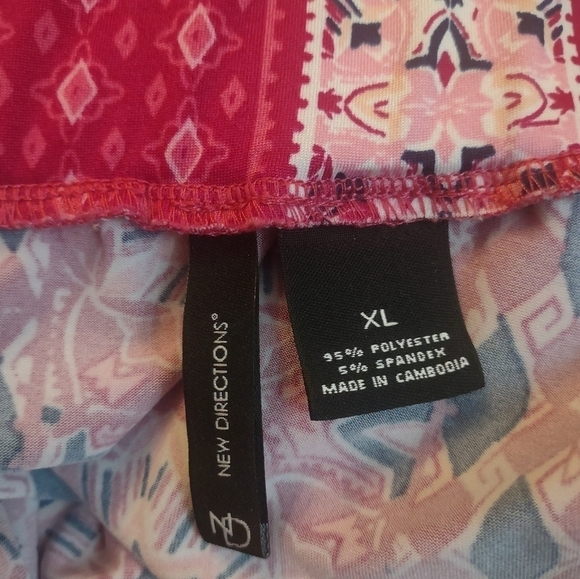 NEW DIRECTIONS®
ND
XL
95% POLYESTER
5% SPANDEX
MADE IN CAMBODIA